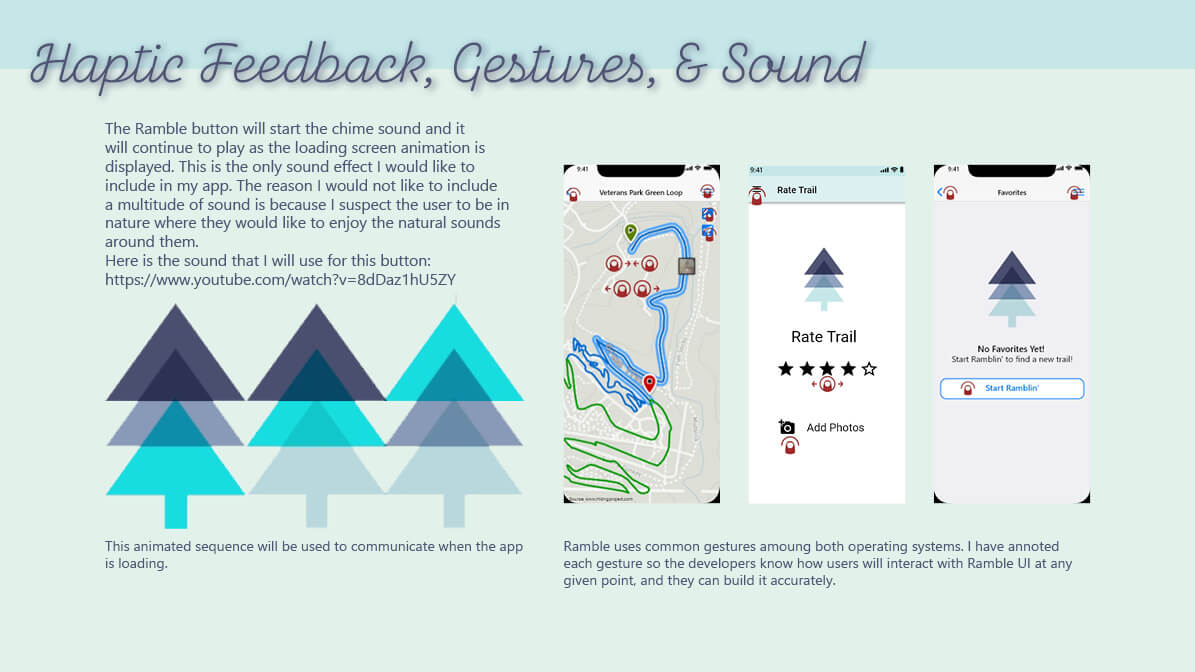 Haptic Feedback, Gestures, & Sound
The Ramble button will start the chime sound and it
will continue to play as the loading screen animation is
displayed. This is the only sound effect I would like to
include in my app. The reason I would not like to include
a multitude of sound is because I suspect the user to be in
nature where they would like to enjoy the natural sounds
around them.
Here is the sound that I will use for this button:
https://www.youtube.com/watch?v=8dDaz1hU5ZY
This animated sequence will be used to communicate when the app
is loading.
9:41
Veterans Park Green Loop
Source: www.hikingproject.com
9:41
Rate Trail
Rate Trail
Add Photos
9:41
Favorites
No Favorites Yet!
Start Ramblin' to find a new trail!
Start Ramblin'
Ramble uses common gestures amoung both operating systems. I have annoted
each gesture so the developers know how users will interact with Ramble UI at any
given point, and they can build it accurately.